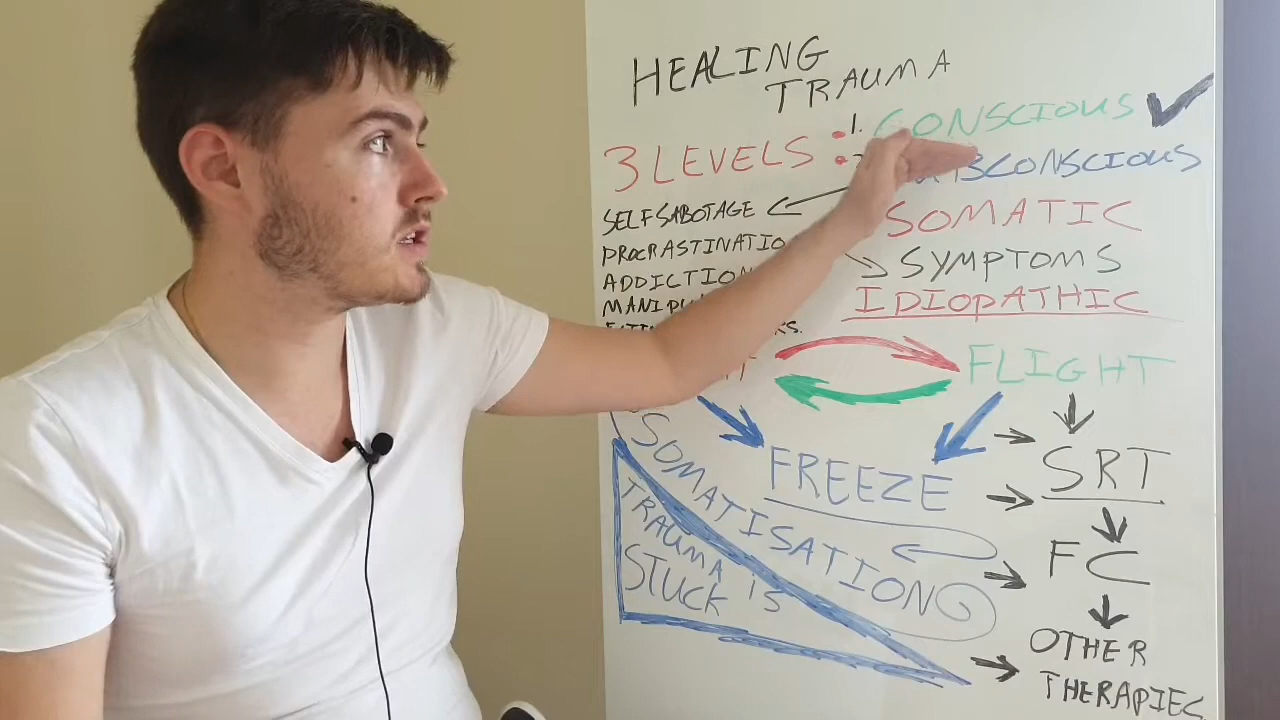 HEALING
TRAUMA
3 LEVELS : 1. CONSCIOUS ✓
SUBCONSCIOUS
SELFSABOTAGE
SOMATIC
PROCRASTINATIO
SYMPTOMS
ADDICTION
IDIOPATHIC
FLIGHT
FREEZE
SRT
SOMATISATION
FC
TRAUMA IS
STUCK
OTHER
THERAPIES